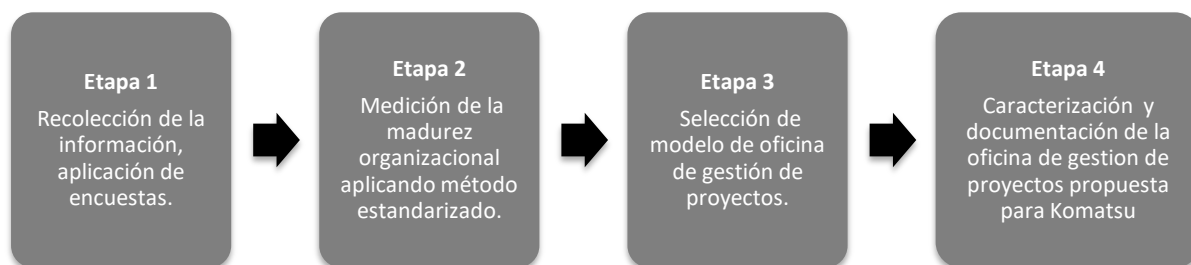 Etapa 1
Recolección de la
información,
aplicación de
encuestas.
Etapa 2
Medición de la
madurez
organizacional
aplicando método
estandarizado.
Etapa 3
Selección de
modelo de oficina
de gestión de
proyectos.
Etapa 4
Caracterización y
documentación de la
oficina de gestion de
proyectos propuesta
para Komatsu